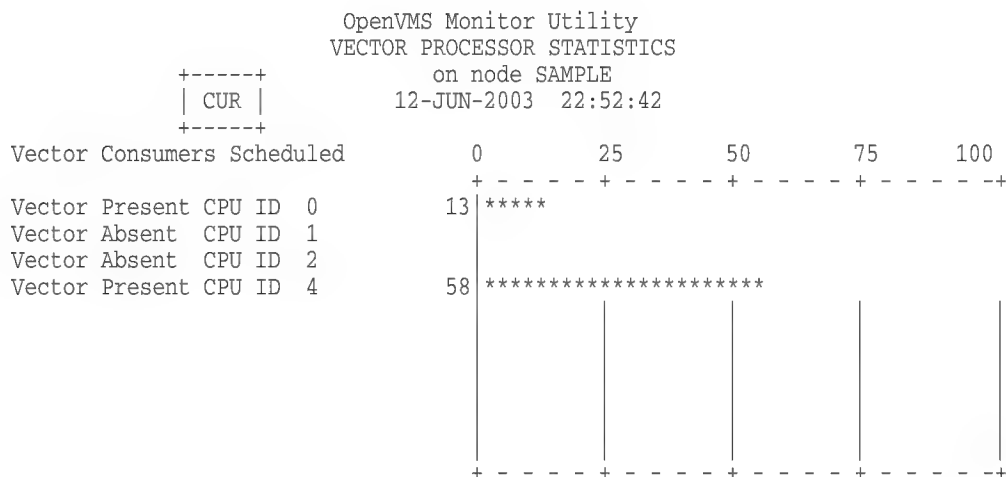 OpenVMS Monitor Utility
VECTOR PROCESSOR STATISTICS
+-----+ on node SAMPLE
| CUR | 12-JUN-2003 22:52:42
+-----+
Vector Consumers Scheduled 0 25 50 75 100
+ - - - - + - - - - + - - - - + - - - - +
Vector Present CPU ID 0 13 |*****
Vector Absent CPU ID 1
Vector Absent CPU ID 2
Vector Present CPU ID 4 58 |**********************
+ - - - - + - - - - + - - - - + - - - - +